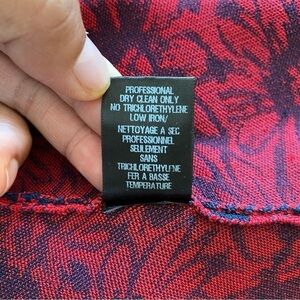 PROFESSIONAL
DRY CLEAN ONLY
NO TRICHLORETHYLENE
LOW IRON/
NETTOYAGE A SEC
PROFESSIONNEL
SEULEMENT
SANS
TRICHLORETHYLENE
FER A BASSE
TEMPERATURE